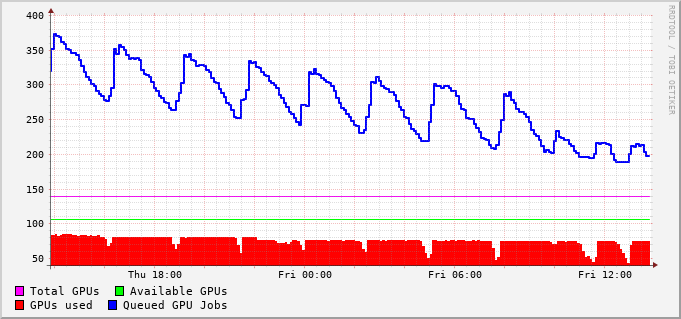 400
350
300
250
200
150
100
50
Thu 18:00 Fri 00:00 Fri 06:00 Fri 12:00
Total GPUs Available GPUs
GPUs used Queued GPU Jobs
RRDTOOL / TOBI OETIKER